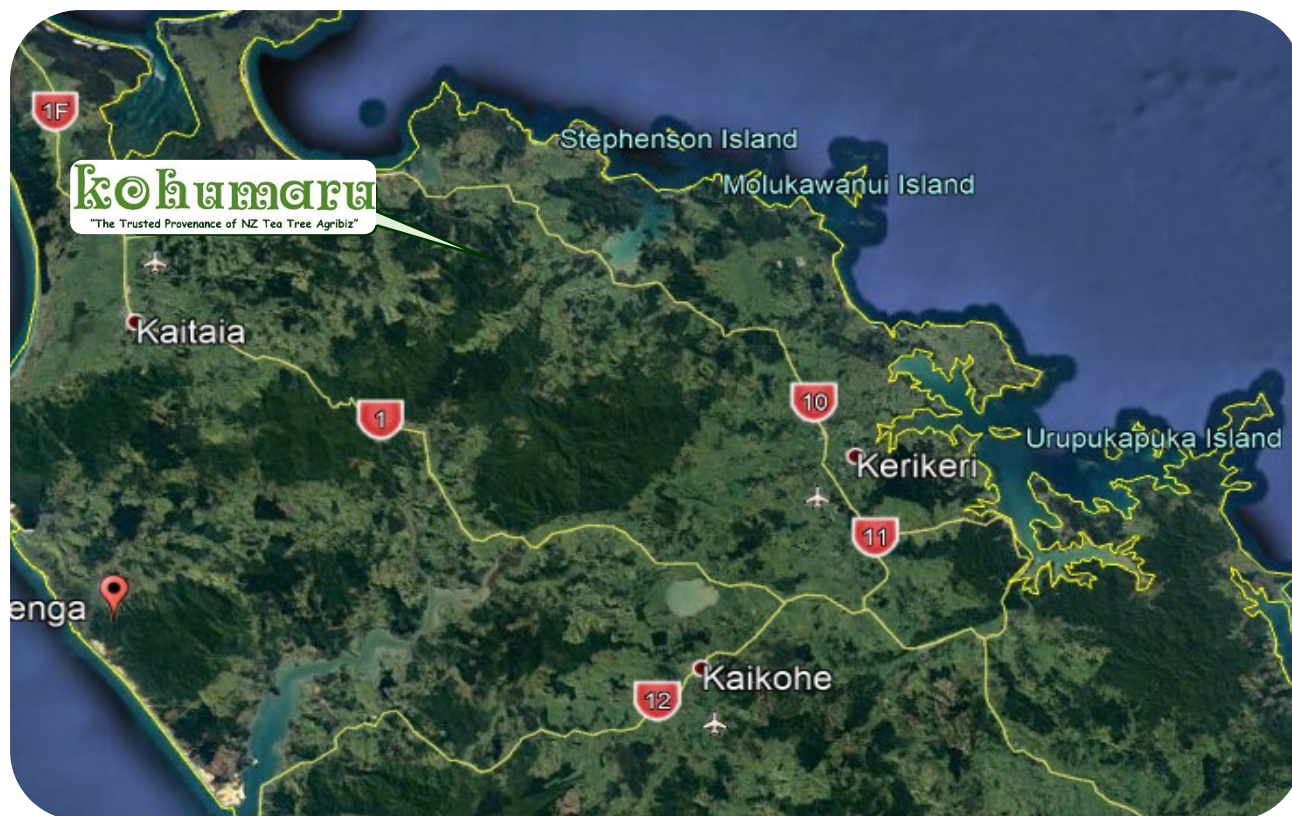 1F
Stephenson Island
Motukawanui Island
kohumaru
"The Trusted Provenance of NZ Tea Tree Agribiz"
Kaitaia
10
1
Urupukapuka Island
Kerikeri
11
enga
Kaikohe
12